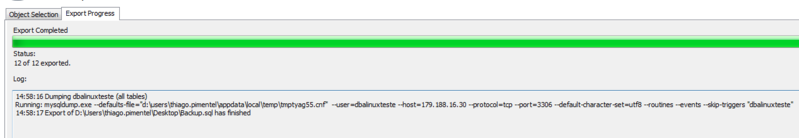 Object Selection Export Progress
Export Completed
Status:
12 of 12 exported.
Log:
14:58:16 Dumping dbalinuxteste (all tables)
Running: mysqldump.exe --defaults-file="d:\users\thiago.pimentel\appdata\local\temp\tmptyag55.cnf" --user=dbalinuxteste --host=179.188.16.30 --protocol=tcp --port=3306 --default-character-set=utf8 --routines --events --skip-triggers "dbalinuxteste"
14:58:17 Export of D:\Users\thiago.pimentel\Desktop\Backup.sql has finished